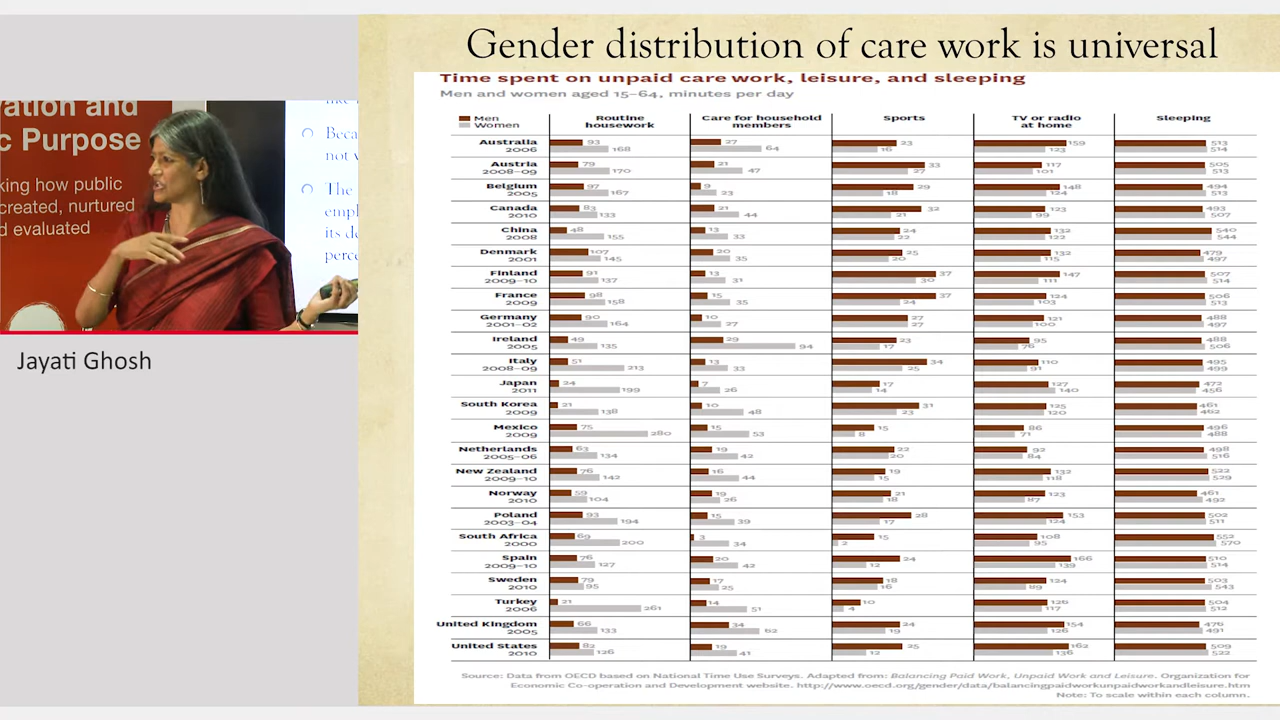 Gender distribution of care work is universal
Time spent on unpaid care work, leisure, and sleeping
Men and women aged 15–64, minutes per day
Men
Women
Routine housework
Care for household members
Sports
TV or radio at home
Sleeping
Australia 2006 93 168 27 64 23 16 159 123 513 514
Austria 2008–09 79 170 21 47 33 27 117 101 505 513
Belgium 2005 97 167 9 23 29 18 148 124 494 513
Canada 2010 83 133 21 44 32 21 123 99 493 507
China 2008 48 155 13 33 24 22 132 122 540 544
Denmark 2001 107 145 20 35 25 20 132 115 479 497
Finland 2009–10 91 137 13 31 37 30 147 111 507 514
France 2009 98 158 15 35 37 24 124 103 506 513
Germany 2001–02 90 164 10 27 27 27 121 100 488 497
Ireland 2005 49 135 29 94 23 17 95 76 488 506
Italy 2008–09 51 213 13 33 34 25 110 91 495 499
Japan 2011 24 199 7 26 17 14 127 140 472 456
South Korea 2009 21 138 10 48 31 23 125 120 461 462
Mexico 2009 75 280 15 53 15 8 86 71 496 488
Netherlands 2005–06 63 134 19 42 22 20 92 84 498 516
New Zealand 2009–10 76 142 16 44 19 15 132 118 522 529
Norway 2010 59 104 19 26 21 18 123 87 461 492
Poland 2003–04 93 194 15 39 28 17 153 124 502 511
South Africa 2000 69 200 3 34 15 2 108 95 552 570
Spain 2009–10 76 127 20 42 24 12 166 139 510 514
Sweden 2010 79 95 17 25 18 16 124 89 503 543
Turkey 2006 21 261 14 51 10 4 126 117 504 512
United Kingdom 2005 66 133 34 62 24 19 154 126 476 491
United States 2010 82 126 19 41 25 12 162 136 509 522
Source: Data from OECD based on National Time Use Surveys. Adapted from: Balancing Paid Work, Unpaid Work and Leisure. Organization for
Economic Co-operation and Development website. http://www.oecd.org/gender/data/balancingpaidworkunpaidworkandleisure.htm
Note: To scale within each column.
vation and
c Purpose
king how public
created, nurtured
d evaluated
Beca
not v
The
empl
its de
perce
Jayati Ghosh